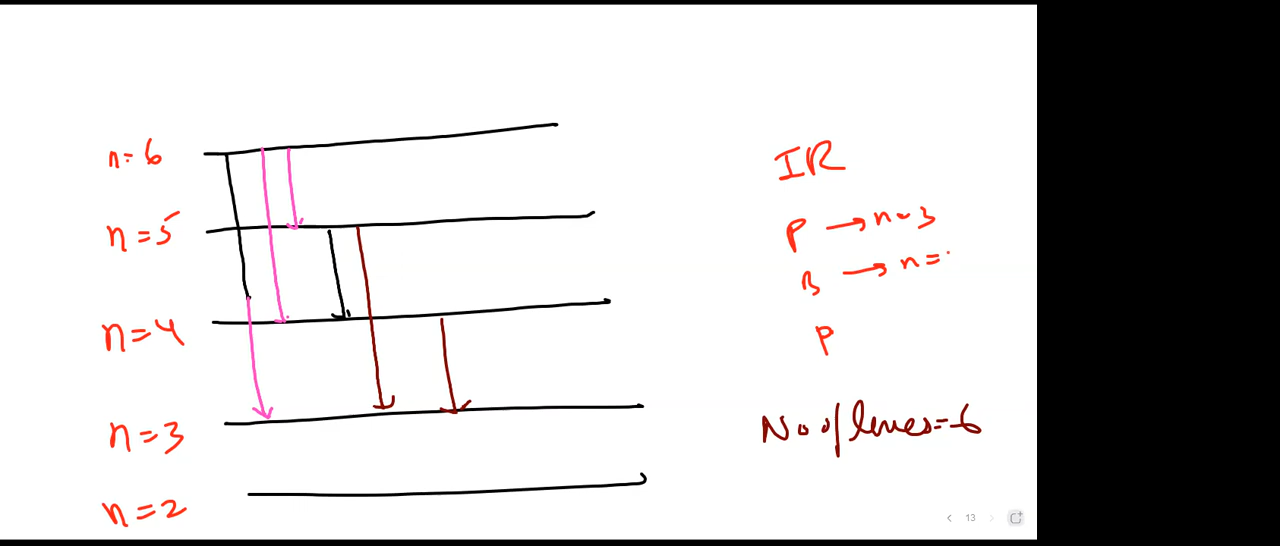 n=6
n=5
n=4
n=3
n=2
IR
P → n=3
B → n=
P
No of lines=6
13